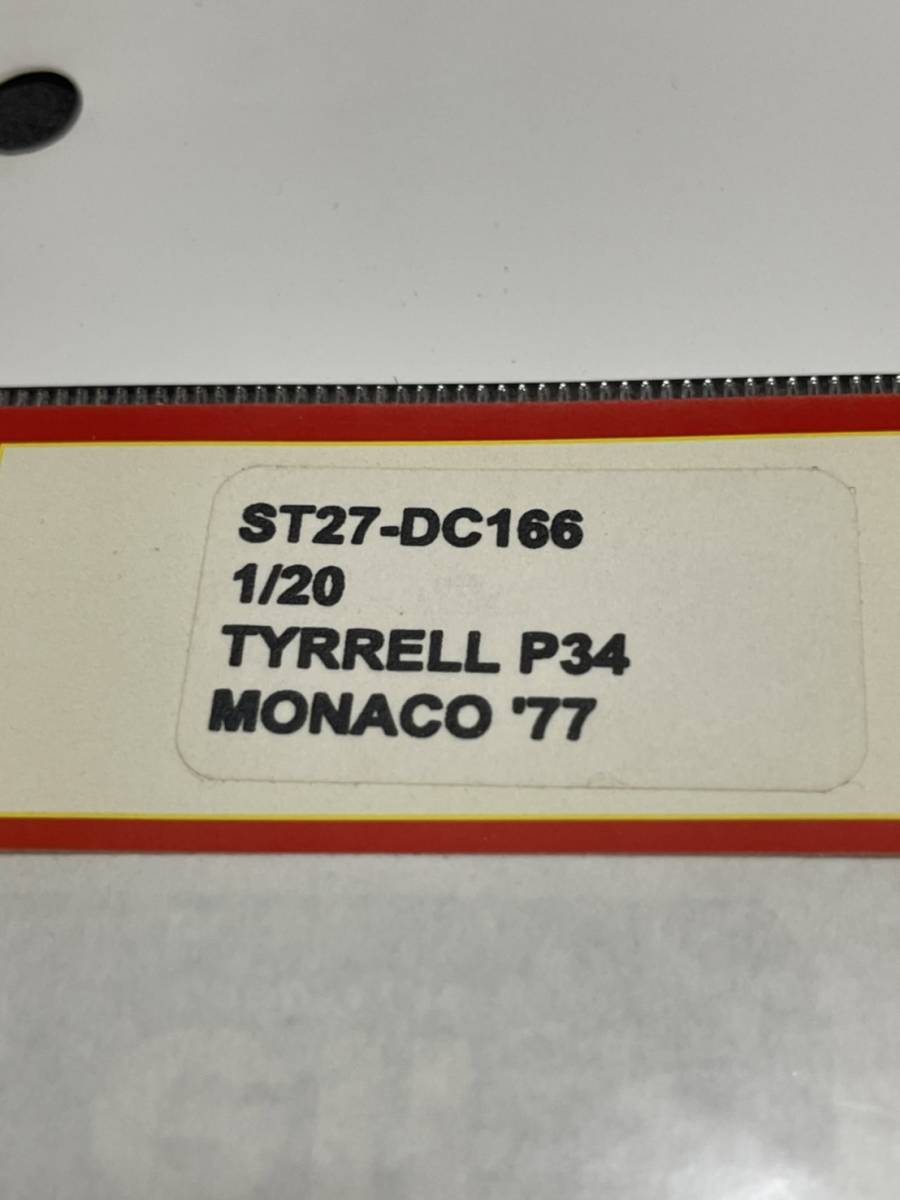 ST27-DC166
1/20
TYRRELL P34
MONACO '77